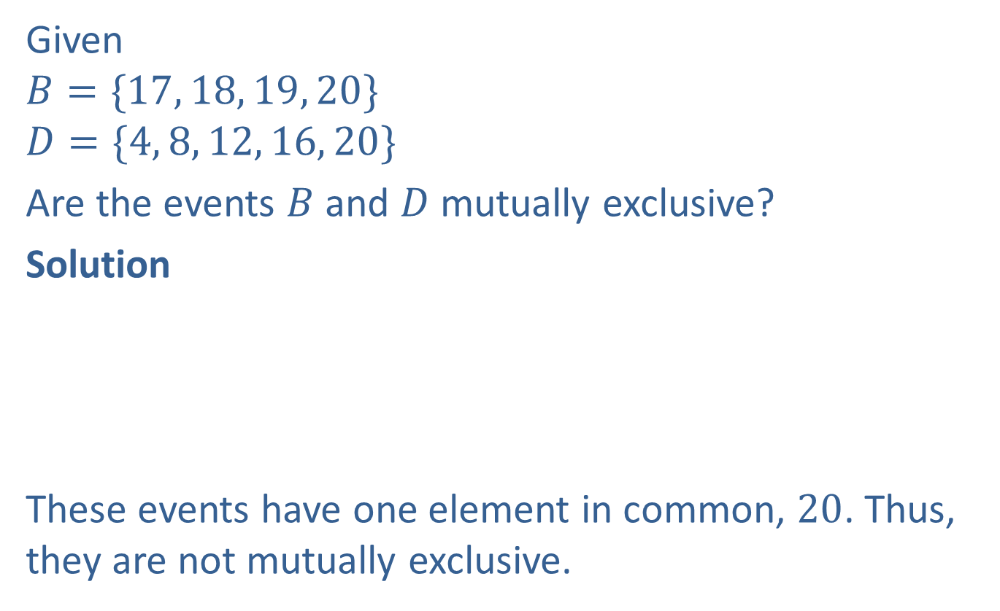 Given
B = {17, 18, 19, 20}
D = {4, 8, 12, 16, 20}
Are the events B and D mutually exclusive?
Solution
These events have one element in common, 20. Thus,
they are not mutually exclusive.